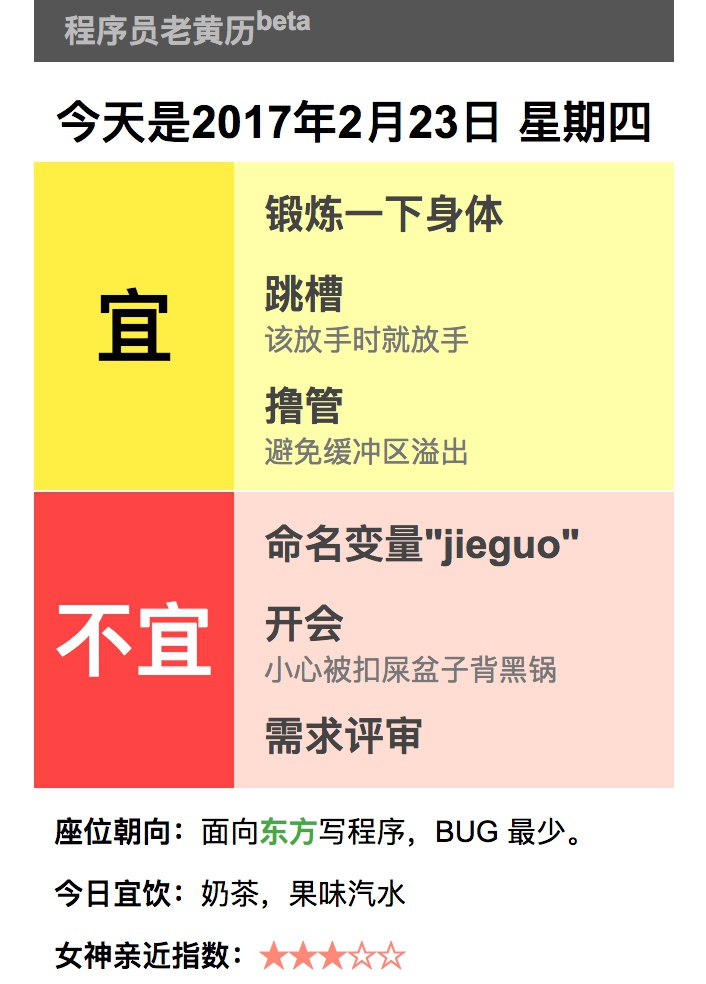 程序员老黄历beta
今天是2017年2月23日 星期四
宜
锻炼一下身体
跳槽
该放手时就放手
撸管
避免缓冲区溢出
不宜
命名变量"jieguo"
开会
小心被扣屎盆子背黑锅
需求评审
座位朝向：面向东方写程序，BUG 最少。
今日宜饮：奶茶，果味汽水
女神亲近指数：★★★☆☆